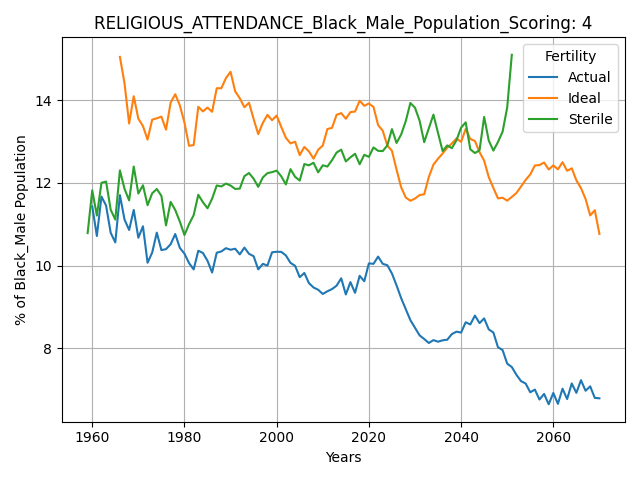 RELIGIOUS_ATTENDANCE_Black_Male_Population_Scoring: 4
Fertility
Actual
Ideal
Sterile
% of Black_Male Population
14
12
10
8
1960 1980 2000 2020 2040 2060
Years